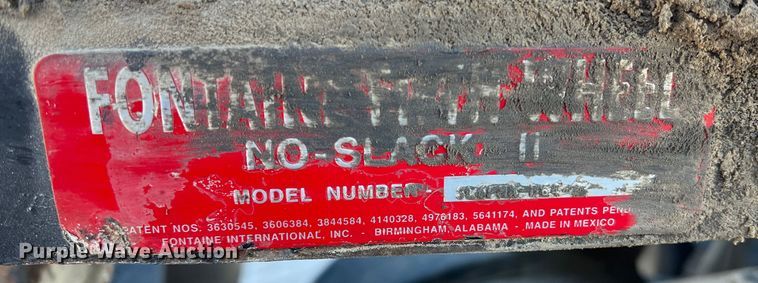 FONTAINE FIFTH WHEEL
NO-SLACK II
MODEL NUMBER
PATENT NOS. 3630545, 3606384, 3844584, 4140328, 4976183, 5641174, AND PATENTS PEND
FONTAINE INTERNATIONAL, INC. - BIRMINGHAM, ALABAMA - MADE IN MEXICO
Purple Wave Auction